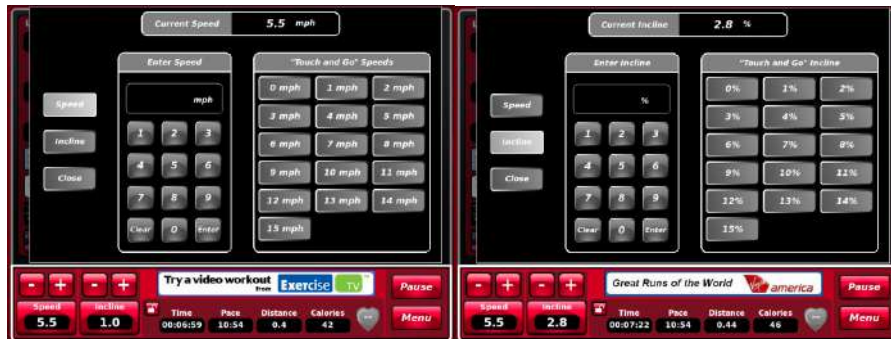 Current Speed 5.5 mph
Enter Speed
"Touch and Go" Speeds
mph
0 mph 1 mph 2 mph
3 mph 4 mph 5 mph
6 mph 7 mph 8 mph
9 mph 10 mph 11 mph
12 mph 13 mph 14 mph
15 mph
Speed
Incline
Close
1 2 3
4 5 6
7 8 9
Clear 0 Enter
Try a video workout
from Exercise TV
Pause
Speed
5.5
Incline
1.0
Time
00:06:59
Pace
10:54
Distance
0.4
Calories
42
Menu
Current Incline 2.8 %
Enter Incline
"Touch and Go" Incline
%
0% 1% 2%
3% 4% 5%
6% 7% 8%
9% 10% 11%
12% 13% 14%
15%
Speed
Incline
Close
1 2 3
4 5 6
7 8 9
Clear 0 Enter
Great Runs of the World
Virgin america
Pause
Speed
5.5
Incline
2.8
Time
00:07:22
Pace
10:54
Distance
0.44
Calories
46
Menu